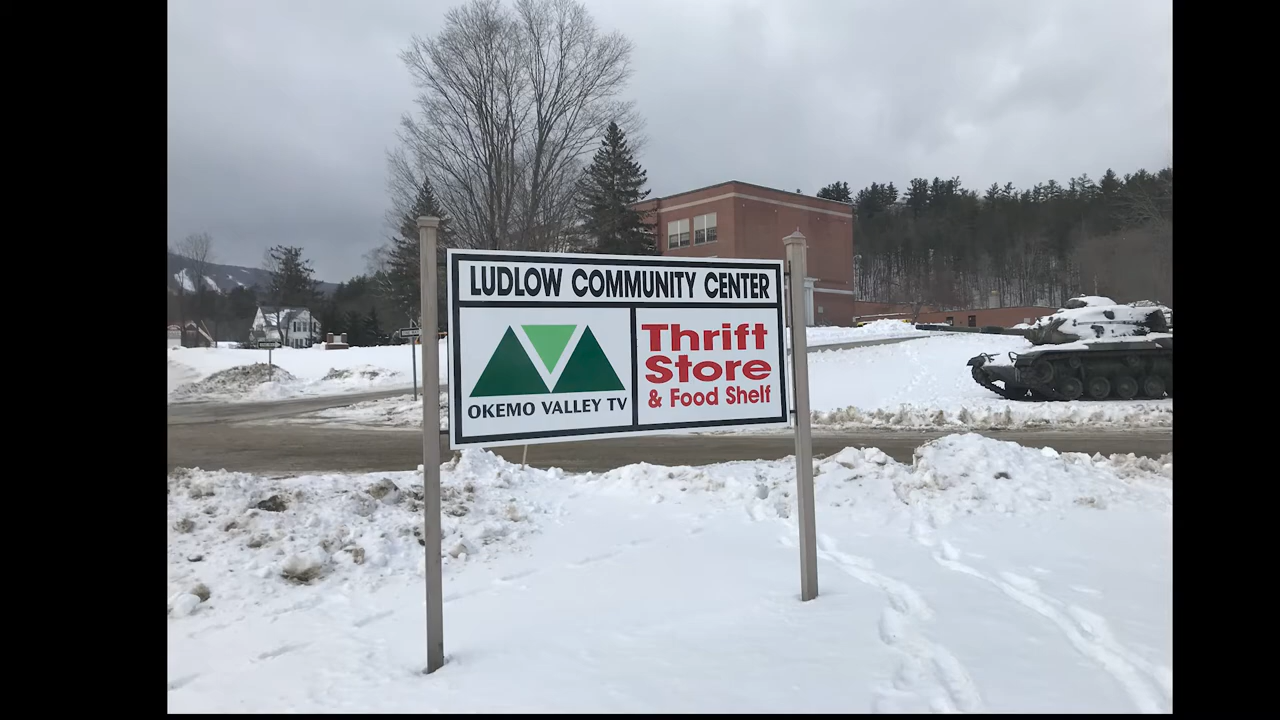 LUDLOW COMMUNITY CENTER
OKEMO VALLEY TV
Thrift
Store
& Food Shelf